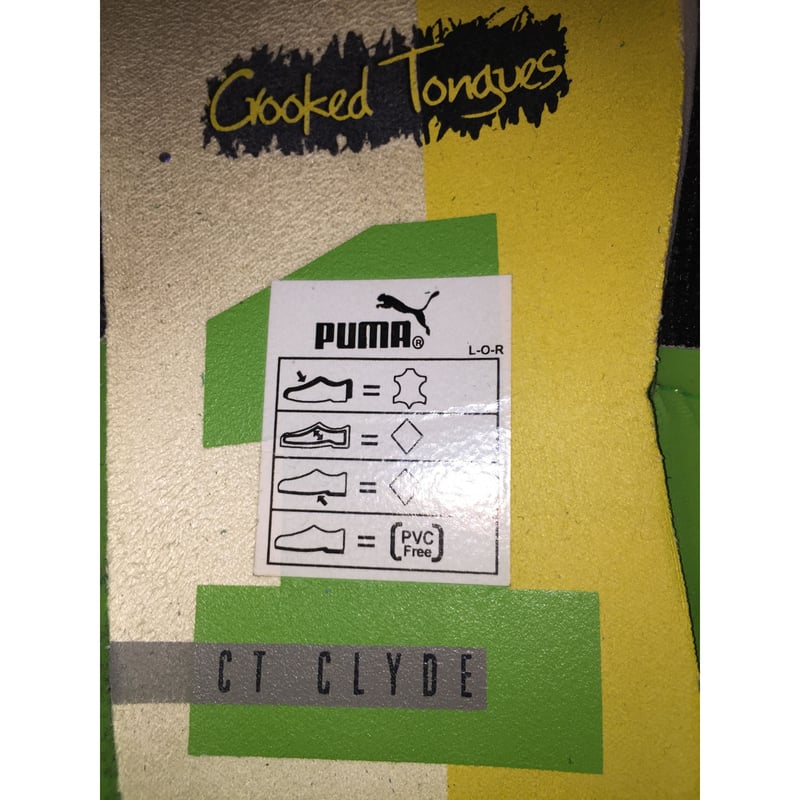 Crooked Tongues
PUMA®
L-O-R
=
=
=
= (PVC Free)
CT CLYDE